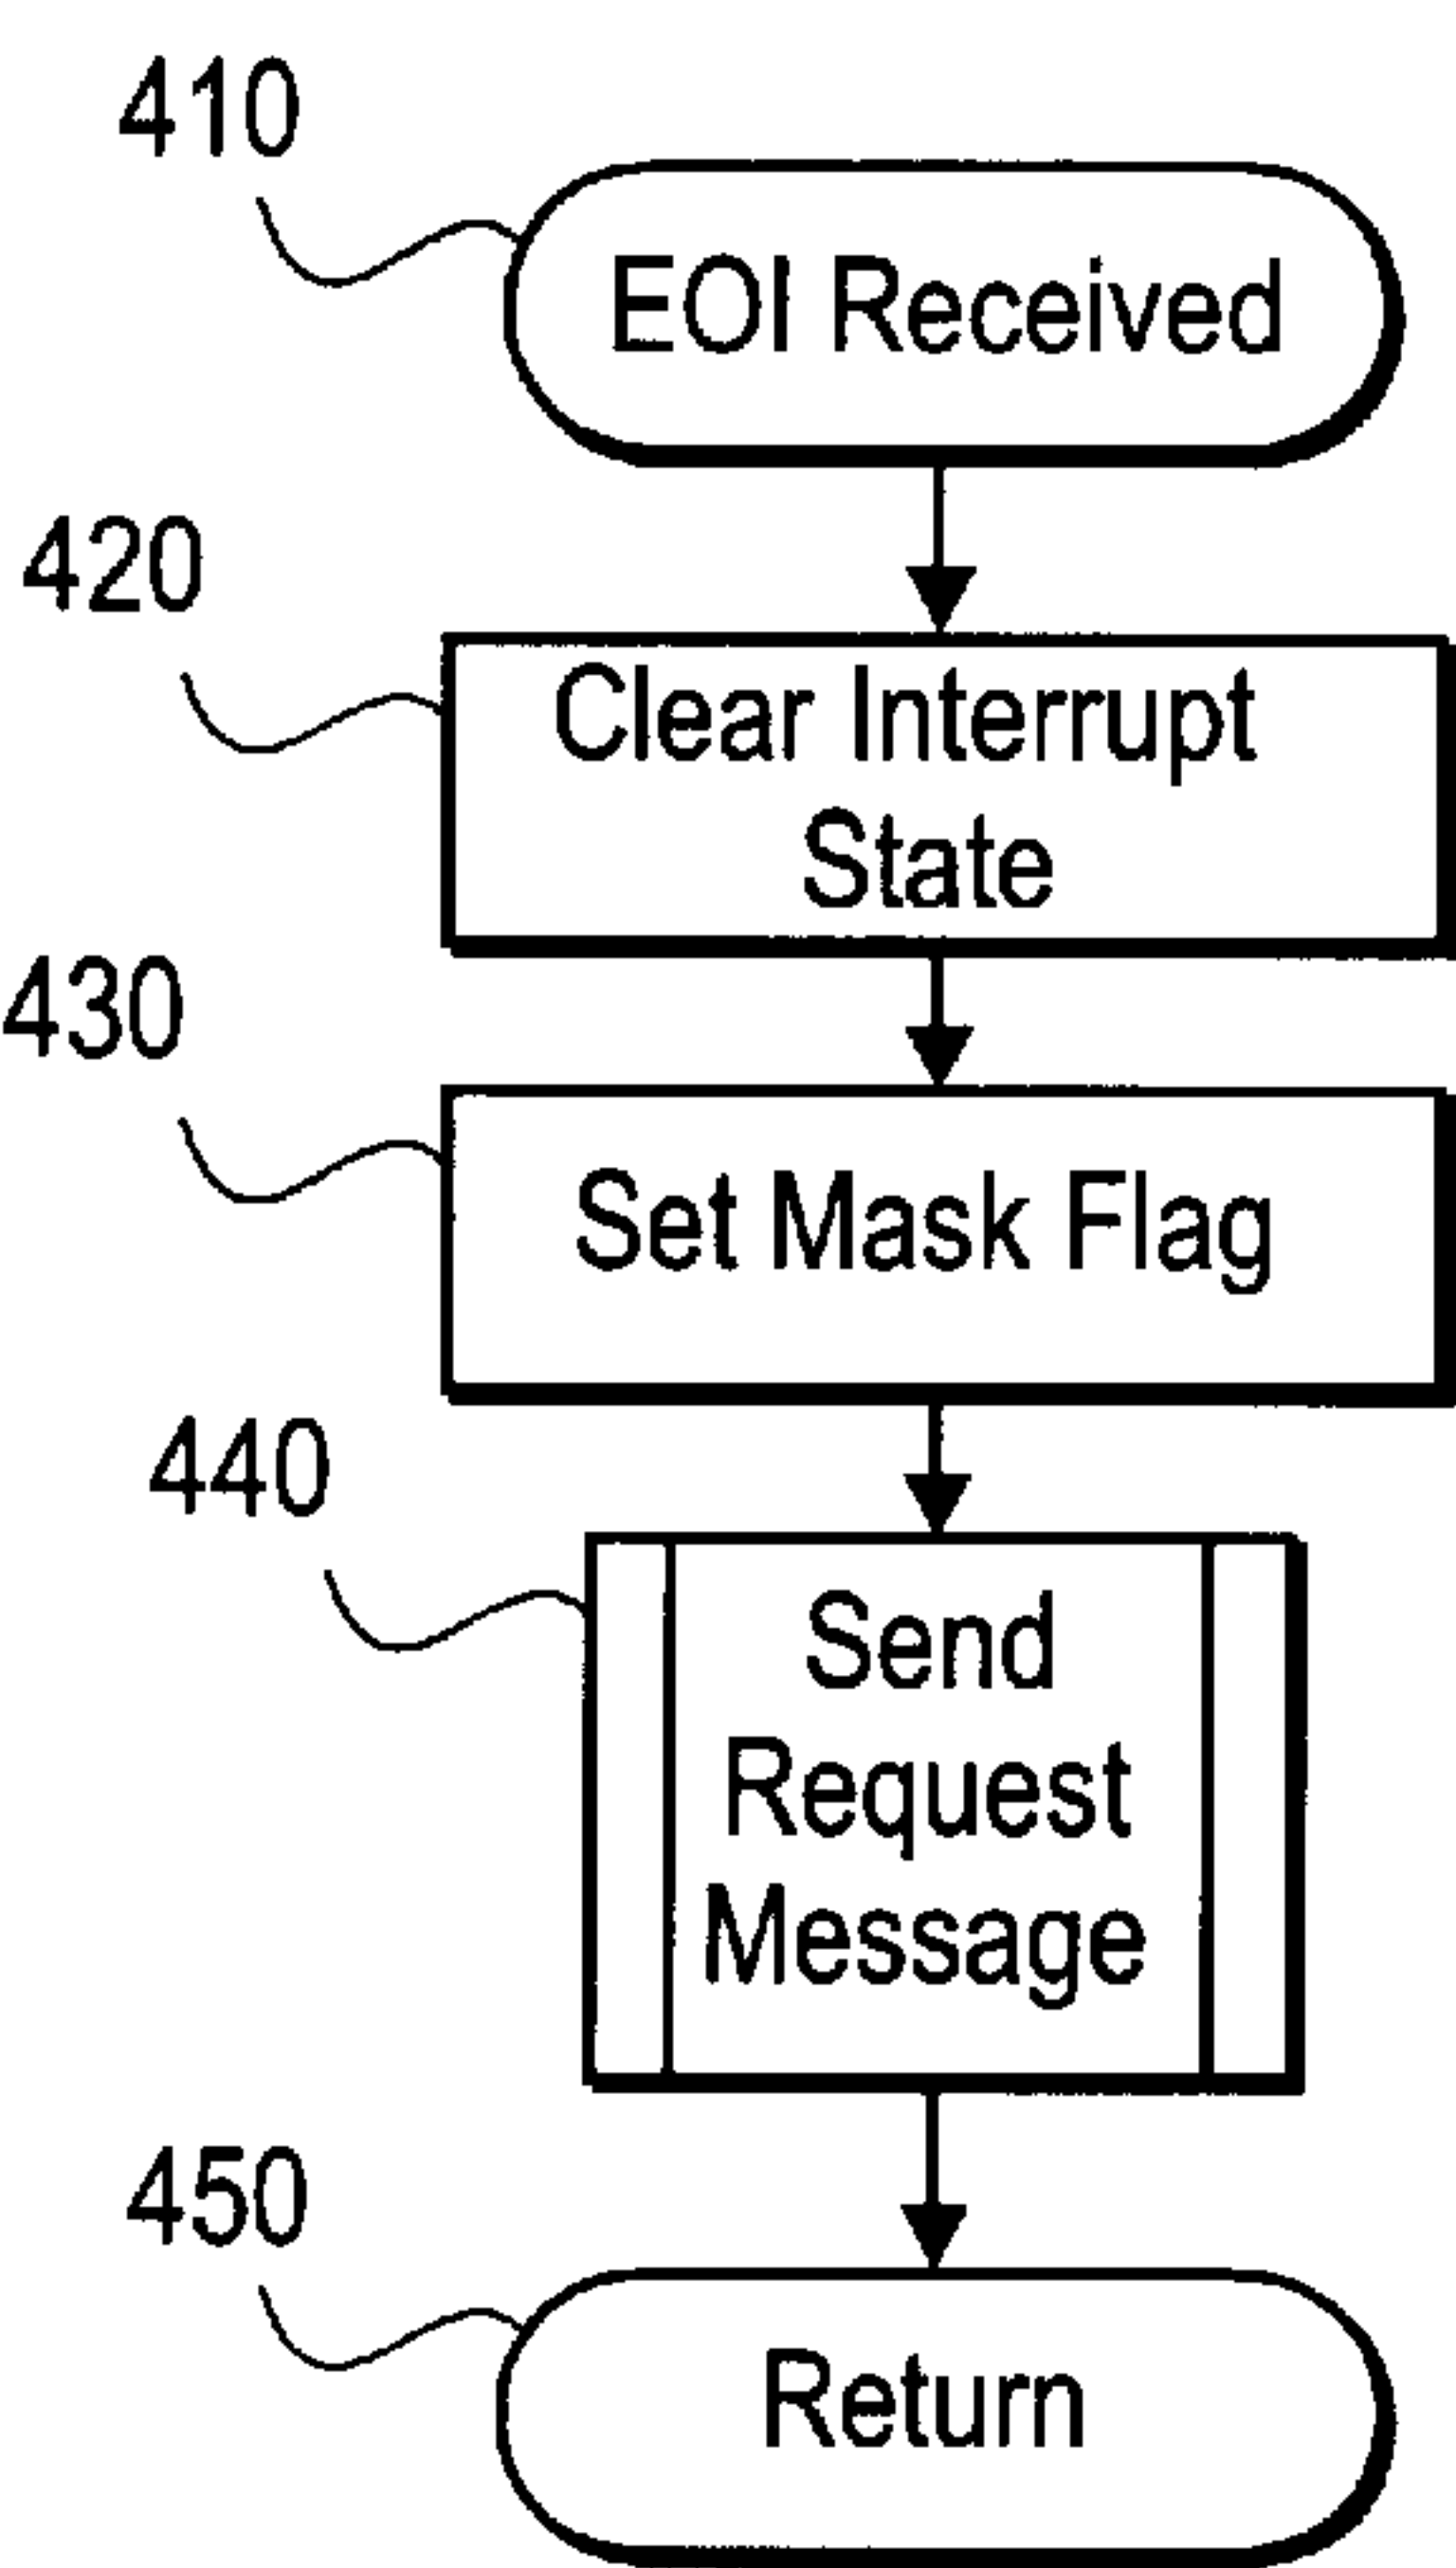 410
EOI Received
420
Clear Interrupt
State
430
Set Mask Flag
440
Send
Request
Message
450
Return